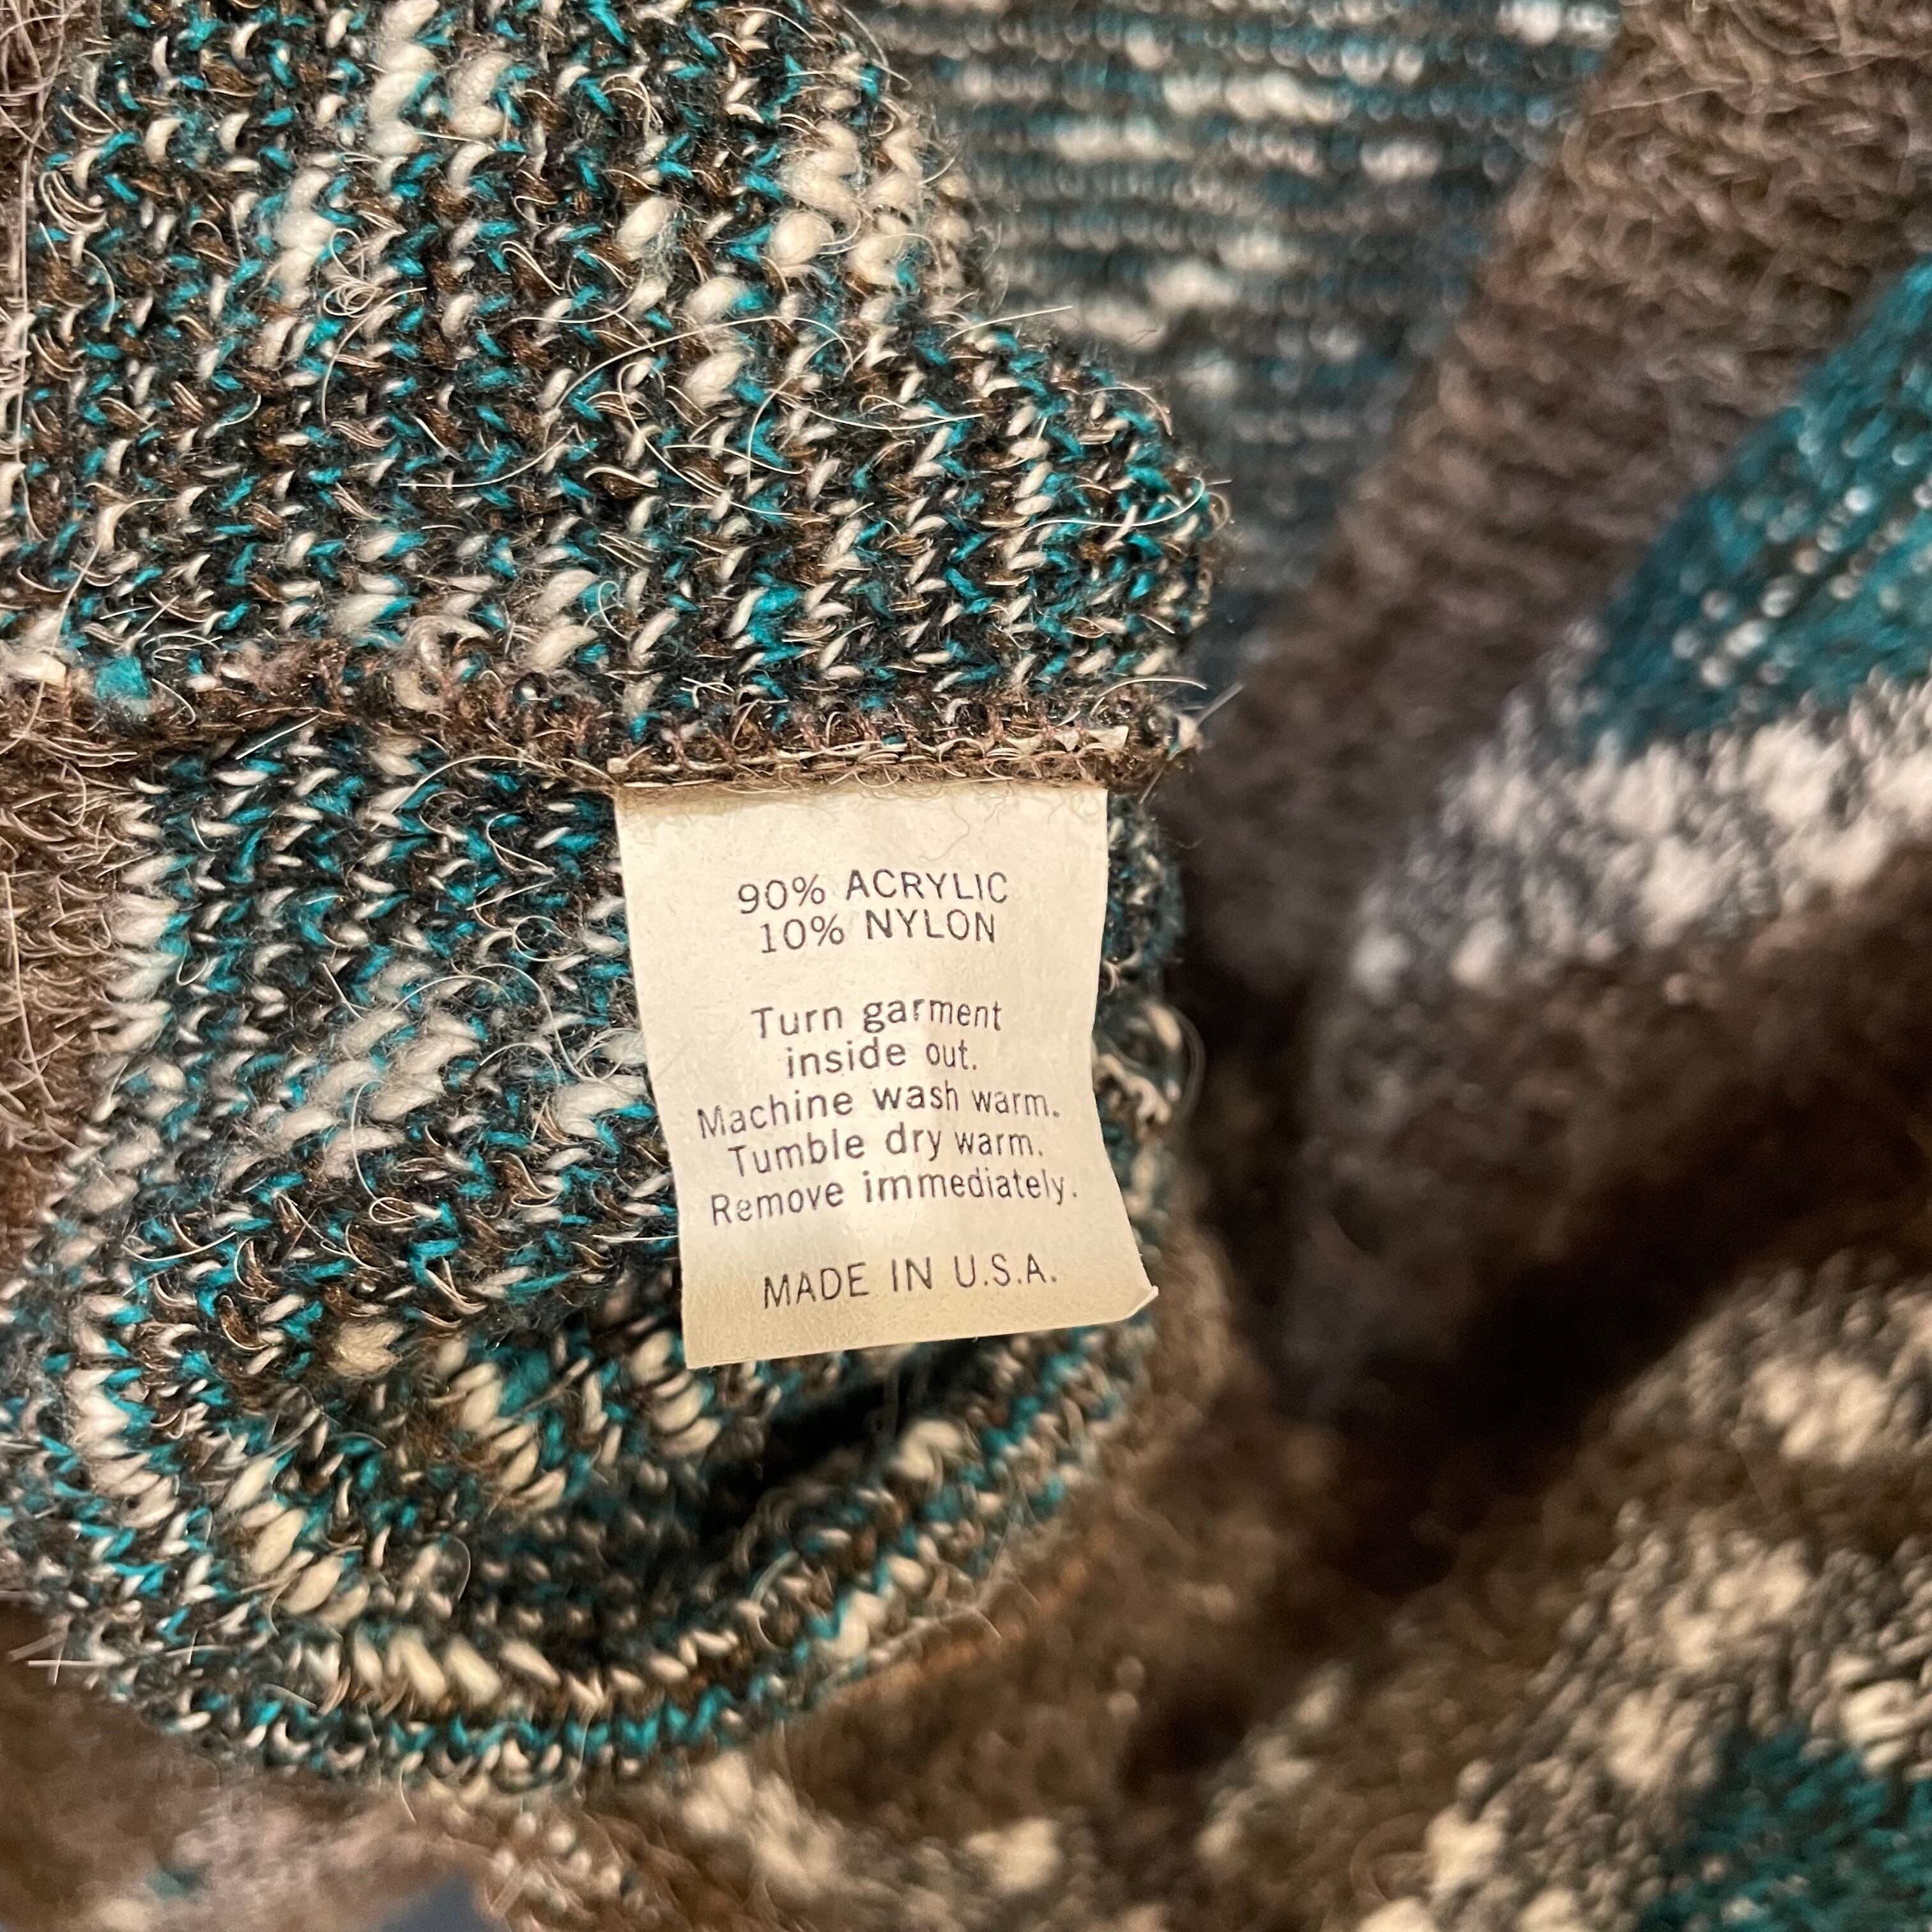 90% ACRYLIC
10% NYLON
Turn garment
inside out.
Machine wash warm.
Tumble dry warm.
Remove immediately.
MADE IN U.S.A.